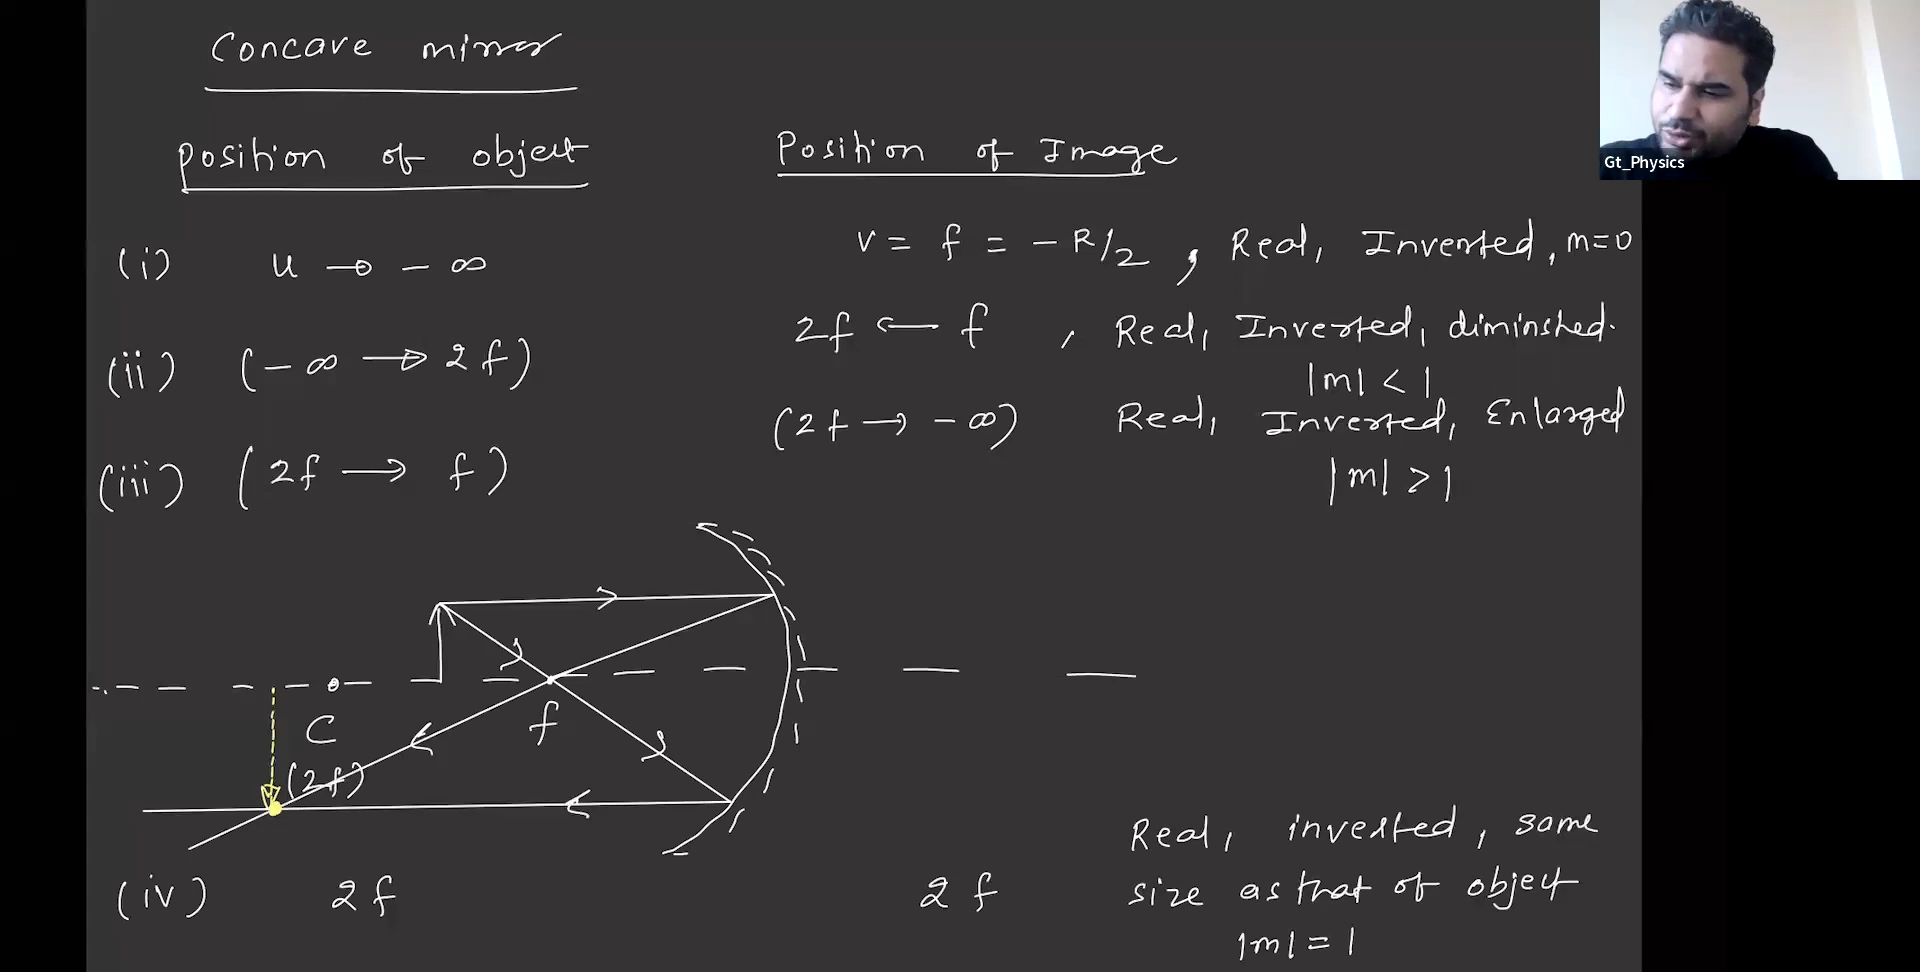 Concave mirror
Position of object
Position of Image
(i) u → - ∞
v = f = - R/2 , Real, Inverted, m=0
(ii) (- ∞ → 2f)
2f ← f , Real, Inverted, diminshed.
|m| < 1
(iii) (2f → f)
(2f → - ∞) Real, Inverted, Enlarged
|m| > 1
C
(2f)
f
(iv) 2f
2f
Real, inverted, same
size as that of object
|m| = 1
Gt_Physics